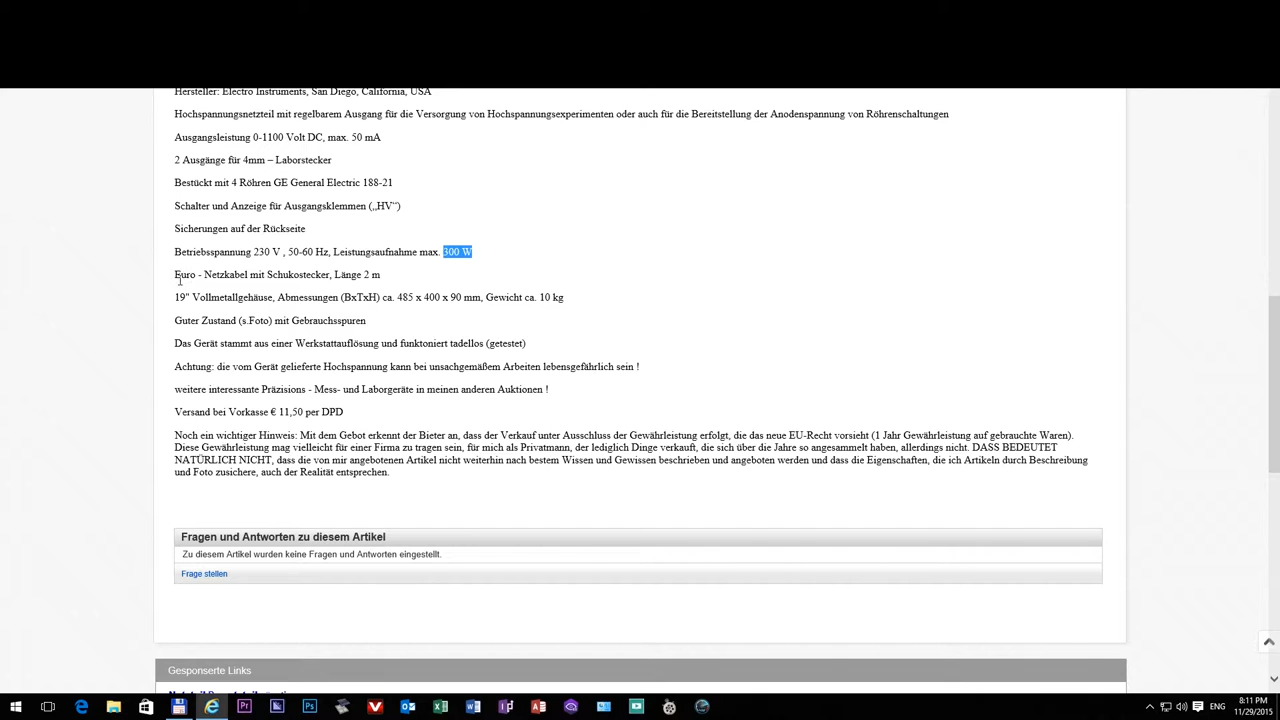 Hersteller: Electro Instruments, San Diego, California, USA
Hochspannungsnetzteil mit regelbarem Ausgang für die Versorgung von Hochspannungsexperimenten oder auch für die Bereitstellung der Anodenspannung von Röhrenschaltungen
Ausgangsleistung 0-1100 Volt DC, max. 50 mA
2 Ausgänge für 4mm – Laborstecker
Bestückt mit 4 Röhren GE General Electric 188-21
Schalter und Anzeige für Ausgangsklemmen („HV“)
Sicherungen auf der Rückseite
Betriebsspannung 230 V , 50-60 Hz, Leistungsaufnahme max. 300 W
Euro - Netzkabel mit Schukostecker, Länge 2 m
19" Vollmetallgehäuse, Abmessungen (BxTxH) ca. 485 x 400 x 90 mm, Gewicht ca. 10 kg
Guter Zustand (s.Foto) mit Gebrauchsspuren
Das Gerät stammt aus einer Werkstattauflösung und funktoniert tadellos (getestet)
Achtung: die vom Gerät gelieferte Hochspannung kann bei unsachgemäßem Arbeiten lebensgefährlich sein !
weitere interessante Präzisions - Mess- und Laborgeräte in meinen anderen Auktionen !
Versand bei Vorkasse € 11,50 per DPD
Noch ein wichtiger Hinweis: Mit dem Gebot erkennt der Bieter an, dass der Verkauf unter Ausschluss der Gewährleistung erfolgt, die das neue EU-Recht vorsieht (1 Jahr Gewährleistung auf gebrauchte Waren).
Diese Gewährleistung mag vielleicht für einer Firma zu tragen sein, für mich als Privatmann, der lediglich Dinge verkauft, die sich über die Jahre so angesammelt haben, allerdings nicht. DASS BEDEUTET
NATÜRLICH NICHT, dass die von mir angebotenen Artikel nicht weiterhin nach bestem Wissen und Gewissen beschrieben und angeboten werden und dass die Eigenschaften, die ich Artikeln durch Beschreibung
und Foto zusichere, auch der Realität entsprechen.
Fragen und Antworten zu diesem Artikel
Zu diesem Artikel wurden keine Fragen und Antworten eingestellt.
Frage stellen
Gesponserte Links
ENG
8:11 PM
11/29/2015